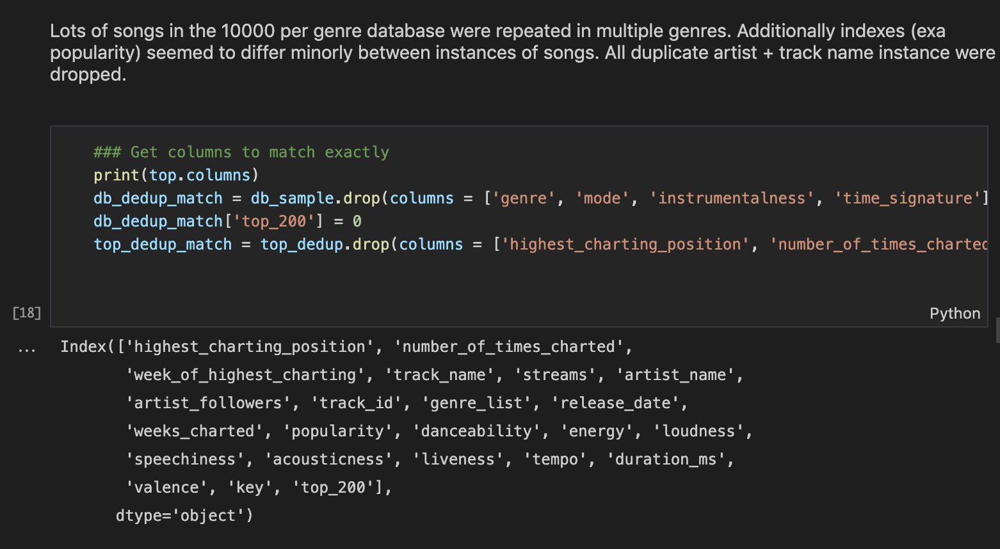 Lots of songs in the 10000 per genre database were repeated in multiple genres. Additionally indexes (exa
popularity) seemed to differ minorly between instances of songs. All duplicate artist + track name instance were
dropped.
### Get columns to match exactly
print(top.columns)
db_dedup_match = db_sample.drop(columns = ['genre', 'mode', 'instrumentalness', 'time_signature']
db_dedup_match['top_200'] = 0
top_dedup_match = top_dedup.drop(columns = ['highest_charting_position', 'number_of_times_charted
[18]
Python
... Index(['highest_charting_position', 'number_of_times_charted',
'week_of_highest_charting', 'track_name', 'streams', 'artist_name',
'artist_followers', 'track_id', 'genre_list', 'release_date',
'weeks_charted', 'popularity', 'danceability', 'energy', 'loudness',
'speechiness', 'acousticness', 'liveness', 'tempo', 'duration_ms',
'valence', 'key', 'top_200'],
dtype='object')